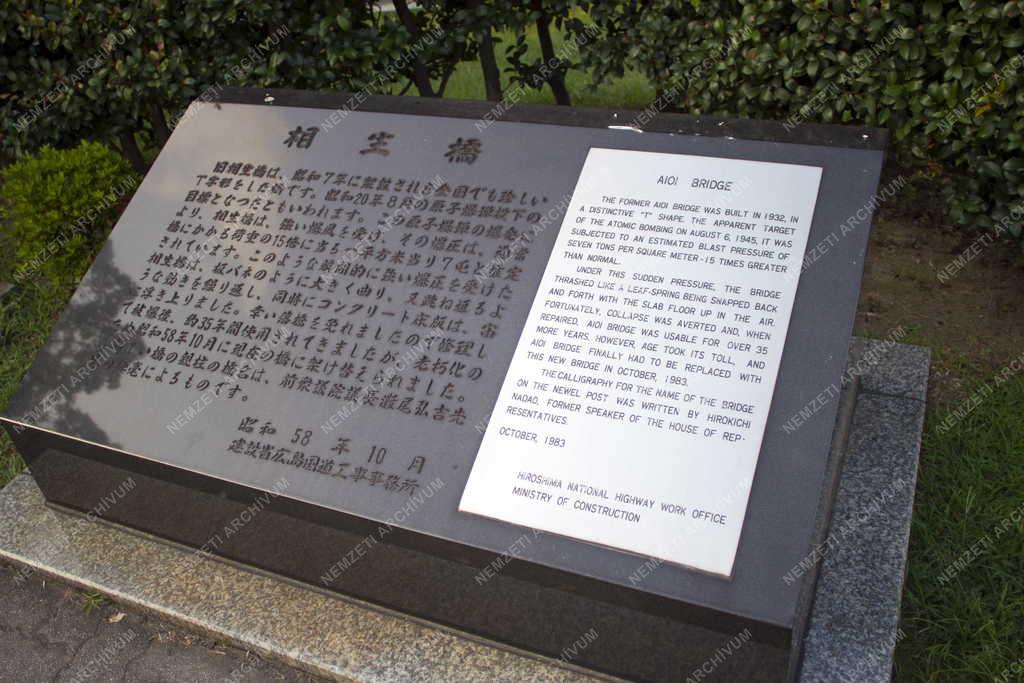 相生橋
旧相生橋は、昭和7年に架設された全国でも珍しい
T字形をした橋です。昭和20年8月の原子爆弾投下の
目標となつたともいわれます。この原子爆弾の爆発に
より、相生橋は、強い爆風を受け、その爆圧は、通常
橋にかかる荷重の15倍に当る平方米当り7屯と推定
されています。このような瞬間的に強い爆圧を受けた
相生橋は、板バネのように大きく曲り、又跳ね返るよ
うな動きを繰り返し、同時にコンクリート床版は、宙
に浮き上りました。幸い落橋を免れましたので修理し
て被爆後、約35年間使用されてきましたが、老朽化の
ため昭和58年10月に現在の橋に架け替えられました。
い橋の親柱の橋名は、前衆議院議長灘尾弘吉先
の揮毫によるものです。
昭和 58 年 10 月
建設省広島国道工事事務所
AIOI BRIDGE
THE FORMER AIOI BRIDGE WAS BUILT IN 1932, IN
A DISTINCTIVE "T" SHAPE. THE APPARENT TARGET
OF THE ATOMIC BOMBING ON AUGUST 6, 1945, IT WAS
SUBJECTED TO AN ESTIMATED BLAST PRESSURE OF
SEVEN TONS PER SQUARE METER-15 TIMES GREATER
THAN NORMAL.
UNDER THIS SUDDEN PRESSURE, THE BRIDGE
THRASHED LIKE A LEAF-SPRING BEING SNAPPED BACK
AND FORTH WITH THE SLAB FLOOR UP IN THE AIR.
FORTUNATELY, COLLAPSE WAS AVERTED AND, WHEN
REPAIRED, AIOI BRIDGE WAS USABLE FOR OVER 35
MORE YEARS. HOWEVER, AGE TOOK ITS TOLL, AND
AIOI BRIDGE FINALLY HAD TO BE REPLACED WITH
THIS NEW BRIDGE IN OCTOBER, 1983.
THE CALLIGRAPHY FOR THE NAME OF THE BRIDGE
ON THE NEWEL POST WAS WRITTEN BY HIROKICHI
NADAO, FORMER SPEAKER OF THE HOUSE OF REP-
RESENTATIVES.
OCTOBER, 1983
HIROSHIMA NATIONAL HIGHWAY WORK OFFICE
MINISTRY OF CONSTRUCTION
NEMZETI ARCHÍVUM